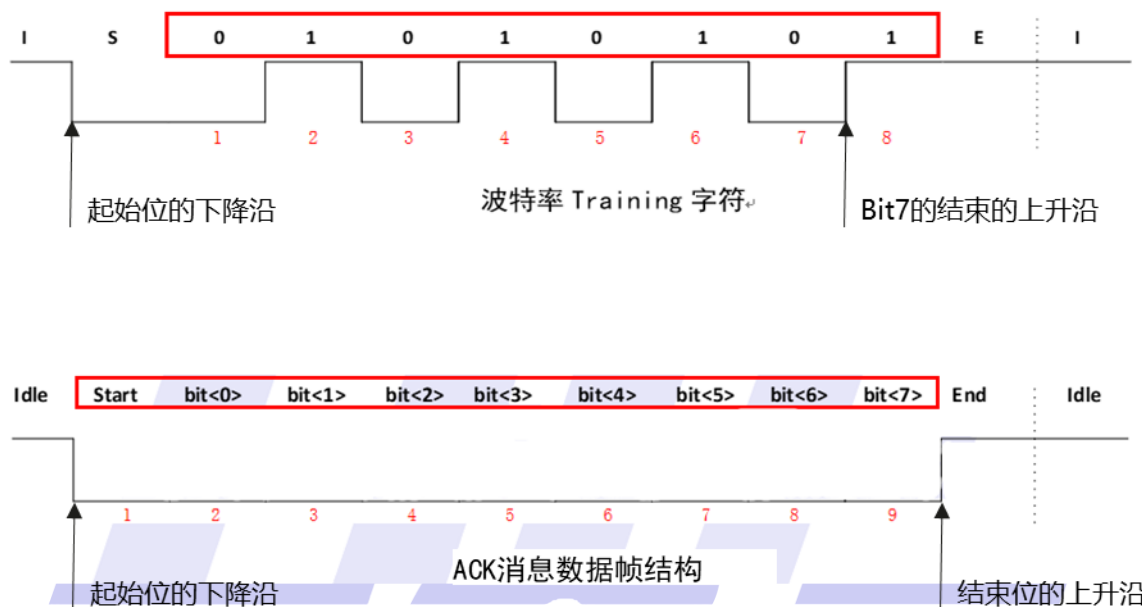 I S 0 1 0 1 0 1 0 1 E I
1 2 3 4 5 6 7 8
波特率 Training 字符
起始位的下降沿
Bit7的结束的上升沿
Idle Start bit<0> bit<1> bit<2> bit<3> bit<4> bit<5> bit<6> bit<7> End Idle
1 2 3 4 5 6 7 8 9
ACK消息数据帧结构
起始位的下降沿
结束位的上升沿